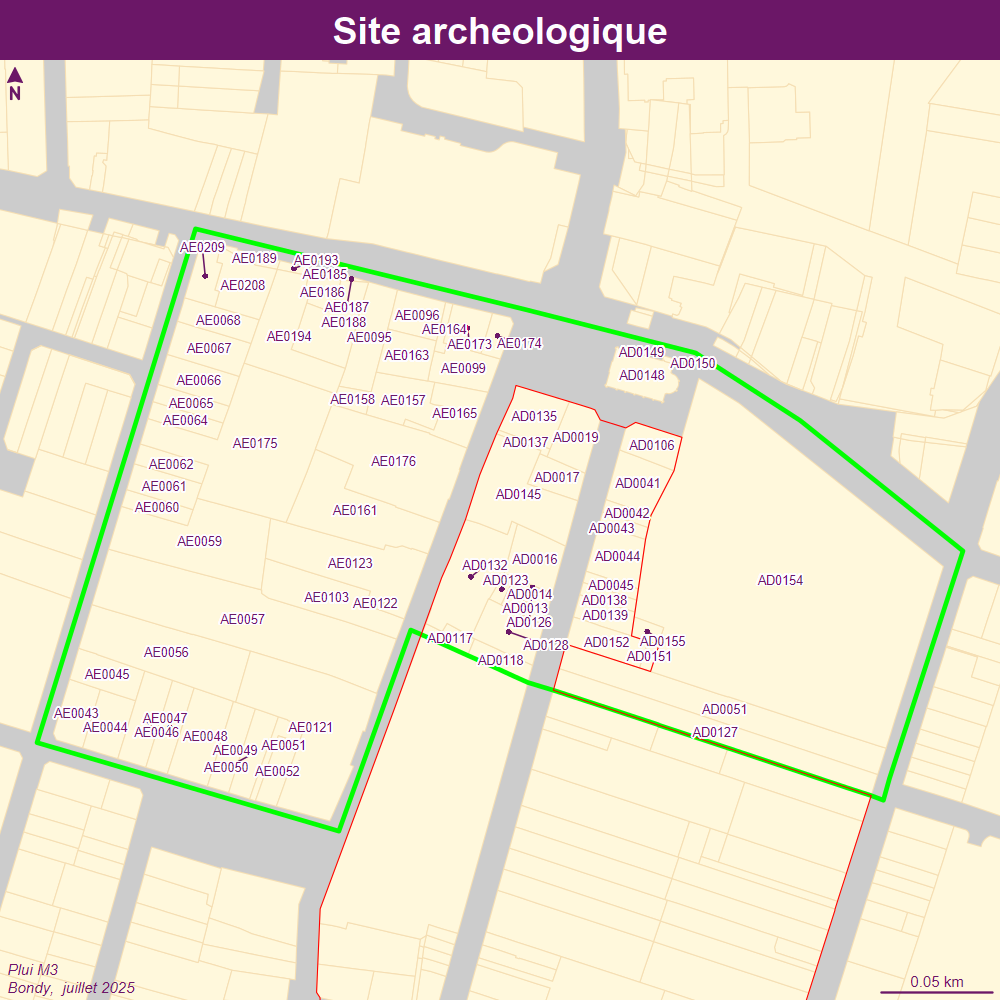 Site archeologique
N
AE0209
AE0189
AE0193
AE0185
AE0208
AE0186
AE0187
AE0188
AE0068
AE0194
AE0095
AE0096
AE0164
AE0173
AE0174
AE0067
AE0163
AE0099
AD0149
AD0150
AD0148
AE0066
AE0065
AE0064
AE0158
AE0157
AE0165
AD0135
AD0137
AD0019
AD0106
AE0175
AE0062
AE0176
AD0017
AD0041
AE0061
AD0145
AE0060
AE0161
AD0042
AD0043
AE0059
AE0123
AD0132
AD0016
AD0044
AD0154
AD0123
AD0014
AD0045
AE0103
AE0122
AD0013
AD0138
AD0126
AD0139
AE0057
AD0117
AD0128
AD0152
AD0155
AE0056
AD0118
AD0151
AE0045
AE0043
AE0047
AD0051
AE0044
AE0046
AE0048
AE0121
AD0127
AE0049
AE0051
AE0050
AE0052
Plui M3
Bondy, juillet 2025
0.05 km